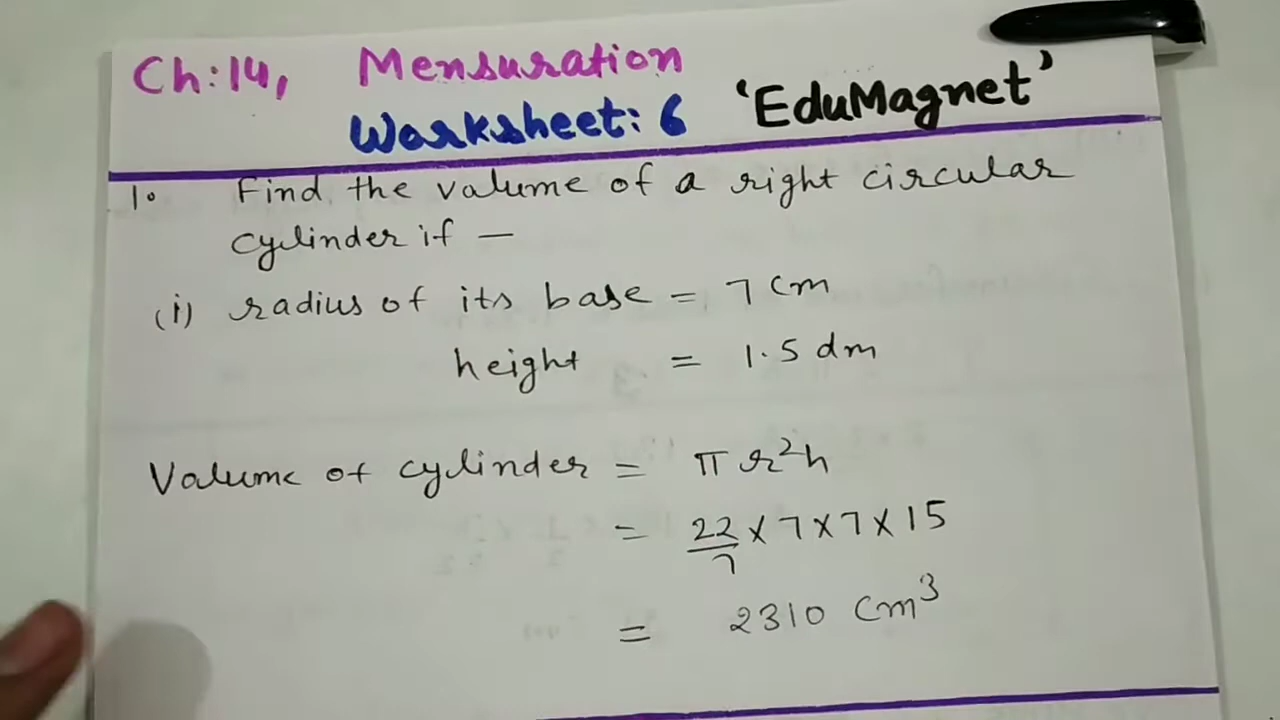 Ch:14, Mensuration
Worksheet: 6 'EduMagnet'
1. Find the volume of a right circular
cylinder if —
(i) radius of its base = 7 cm
height = 1.5 dm
Volume of cylinder = πr²h
= 22/7 × 7 × 7 × 15
= 2310 cm³